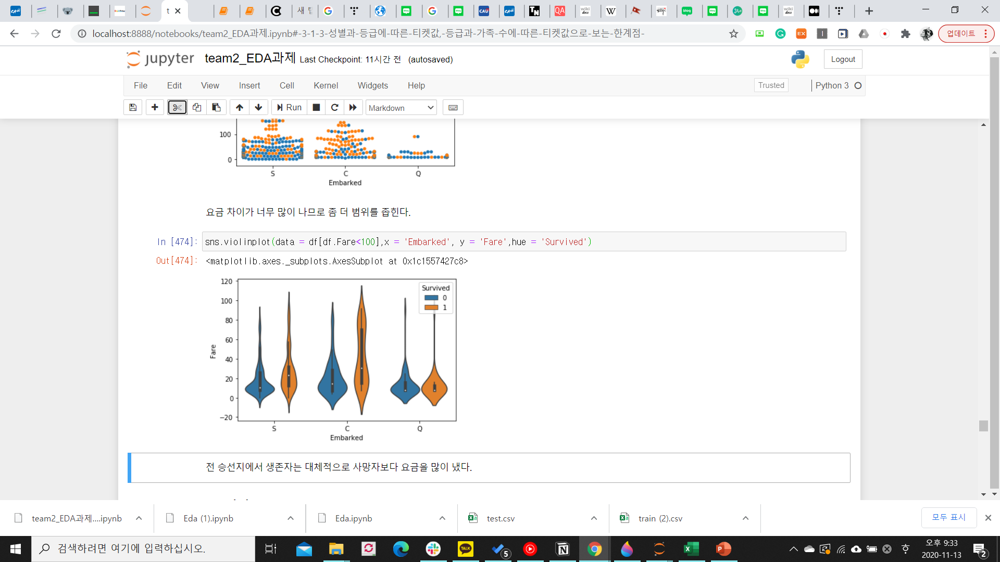 t
새 탭
localhost:8888/notebooks/team2_EDA과제.ipynb#-3-1-3-성별과-등급에-따른-티켓값,-등급과-가족-수에-따른-티켓값으로-보는-한계점-
업데이트
jupyter team2_EDA과제 Last Checkpoint: 11시간 전 (autosaved)
Logout
File Edit View Insert Cell Kernel Widgets Help
Trusted
Python 3
Run
Markdown
100
0
S C Q
Embarked
요금 차이가 너무 많이 나므로 좀 더 범위를 좁힌다.
In [474]: sns.violinplot(data = df[df.Fare<100],x = 'Embarked', y = 'Fare',hue = 'Survived')
Out[474]: <matplotlib.axes._subplots.AxesSubplot at 0x1c1557427c8>
120
100
80
60
40
20
0
−20
Fare
Survived
0
1
S C Q
Embarked
전 승선지에서 생존자는 대체적으로 사망자보다 요금을 많이 냈다.
team2_EDA과제....ipynb
Eda (1).ipynb
Eda.ipynb
test.csv
train (2).csv
모두 표시
검색하려면 여기에 입력하십시오.
TALK
5
오후 9:33
2020-11-13
2